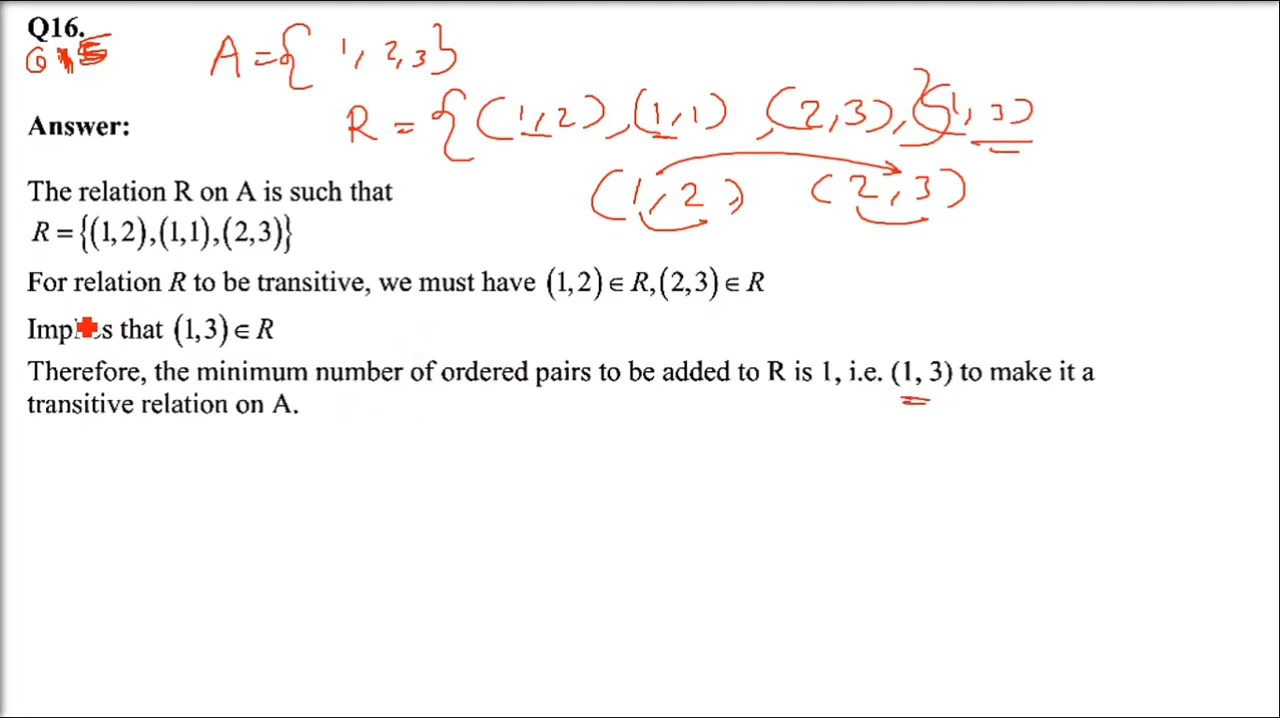 Q16.
Q 15
A = { 1, 2, 3 }
R = { (1, 2), (1, 1), (2, 3), } (1, 3)
Answer:
(1, 2) (2, 3)
The relation R on A is such that
R = {(1, 2), (1, 1), (2, 3)}
For relation R to be transitive, we must have (1, 2) ∈ R, (2, 3) ∈ R
Implies that (1, 3) ∈ R
Therefore, the minimum number of ordered pairs to be added to R is 1, i.e. (1, 3) to make it a
transitive relation on A.